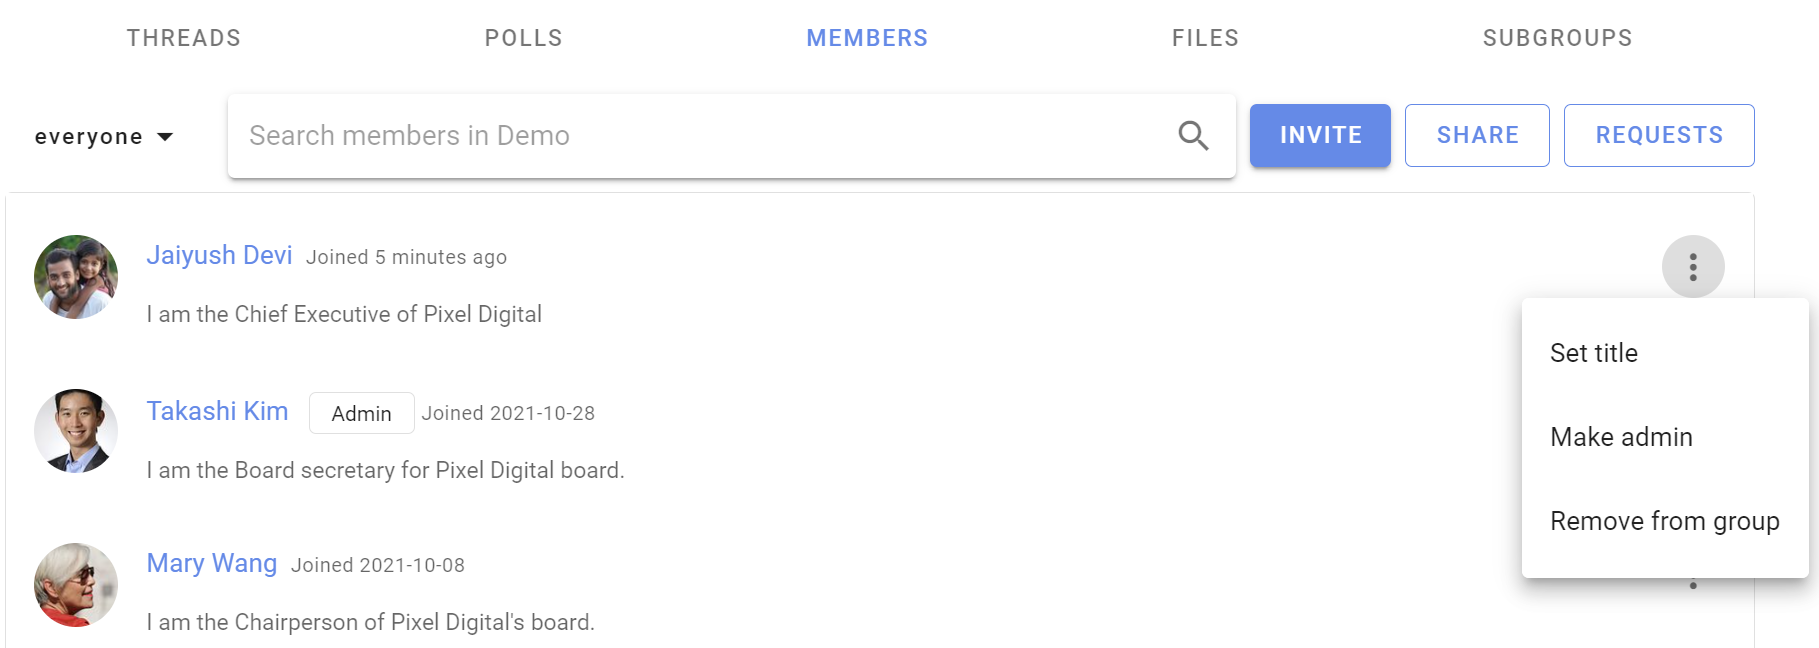 THREADS POLLS MEMBERS FILES SUBGROUPS
everyone Search members in Demo INVITE SHARE REQUESTS
Jaiyush Devi Joined 5 minutes ago
I am the Chief Executive of Pixel Digital
Set title
Takashi Kim Admin Joined 2021-10-28
Make admin
I am the Board secretary for Pixel Digital board.
Remove from group
Mary Wang Joined 2021-10-08
I am the Chairperson of Pixel Digital's board.